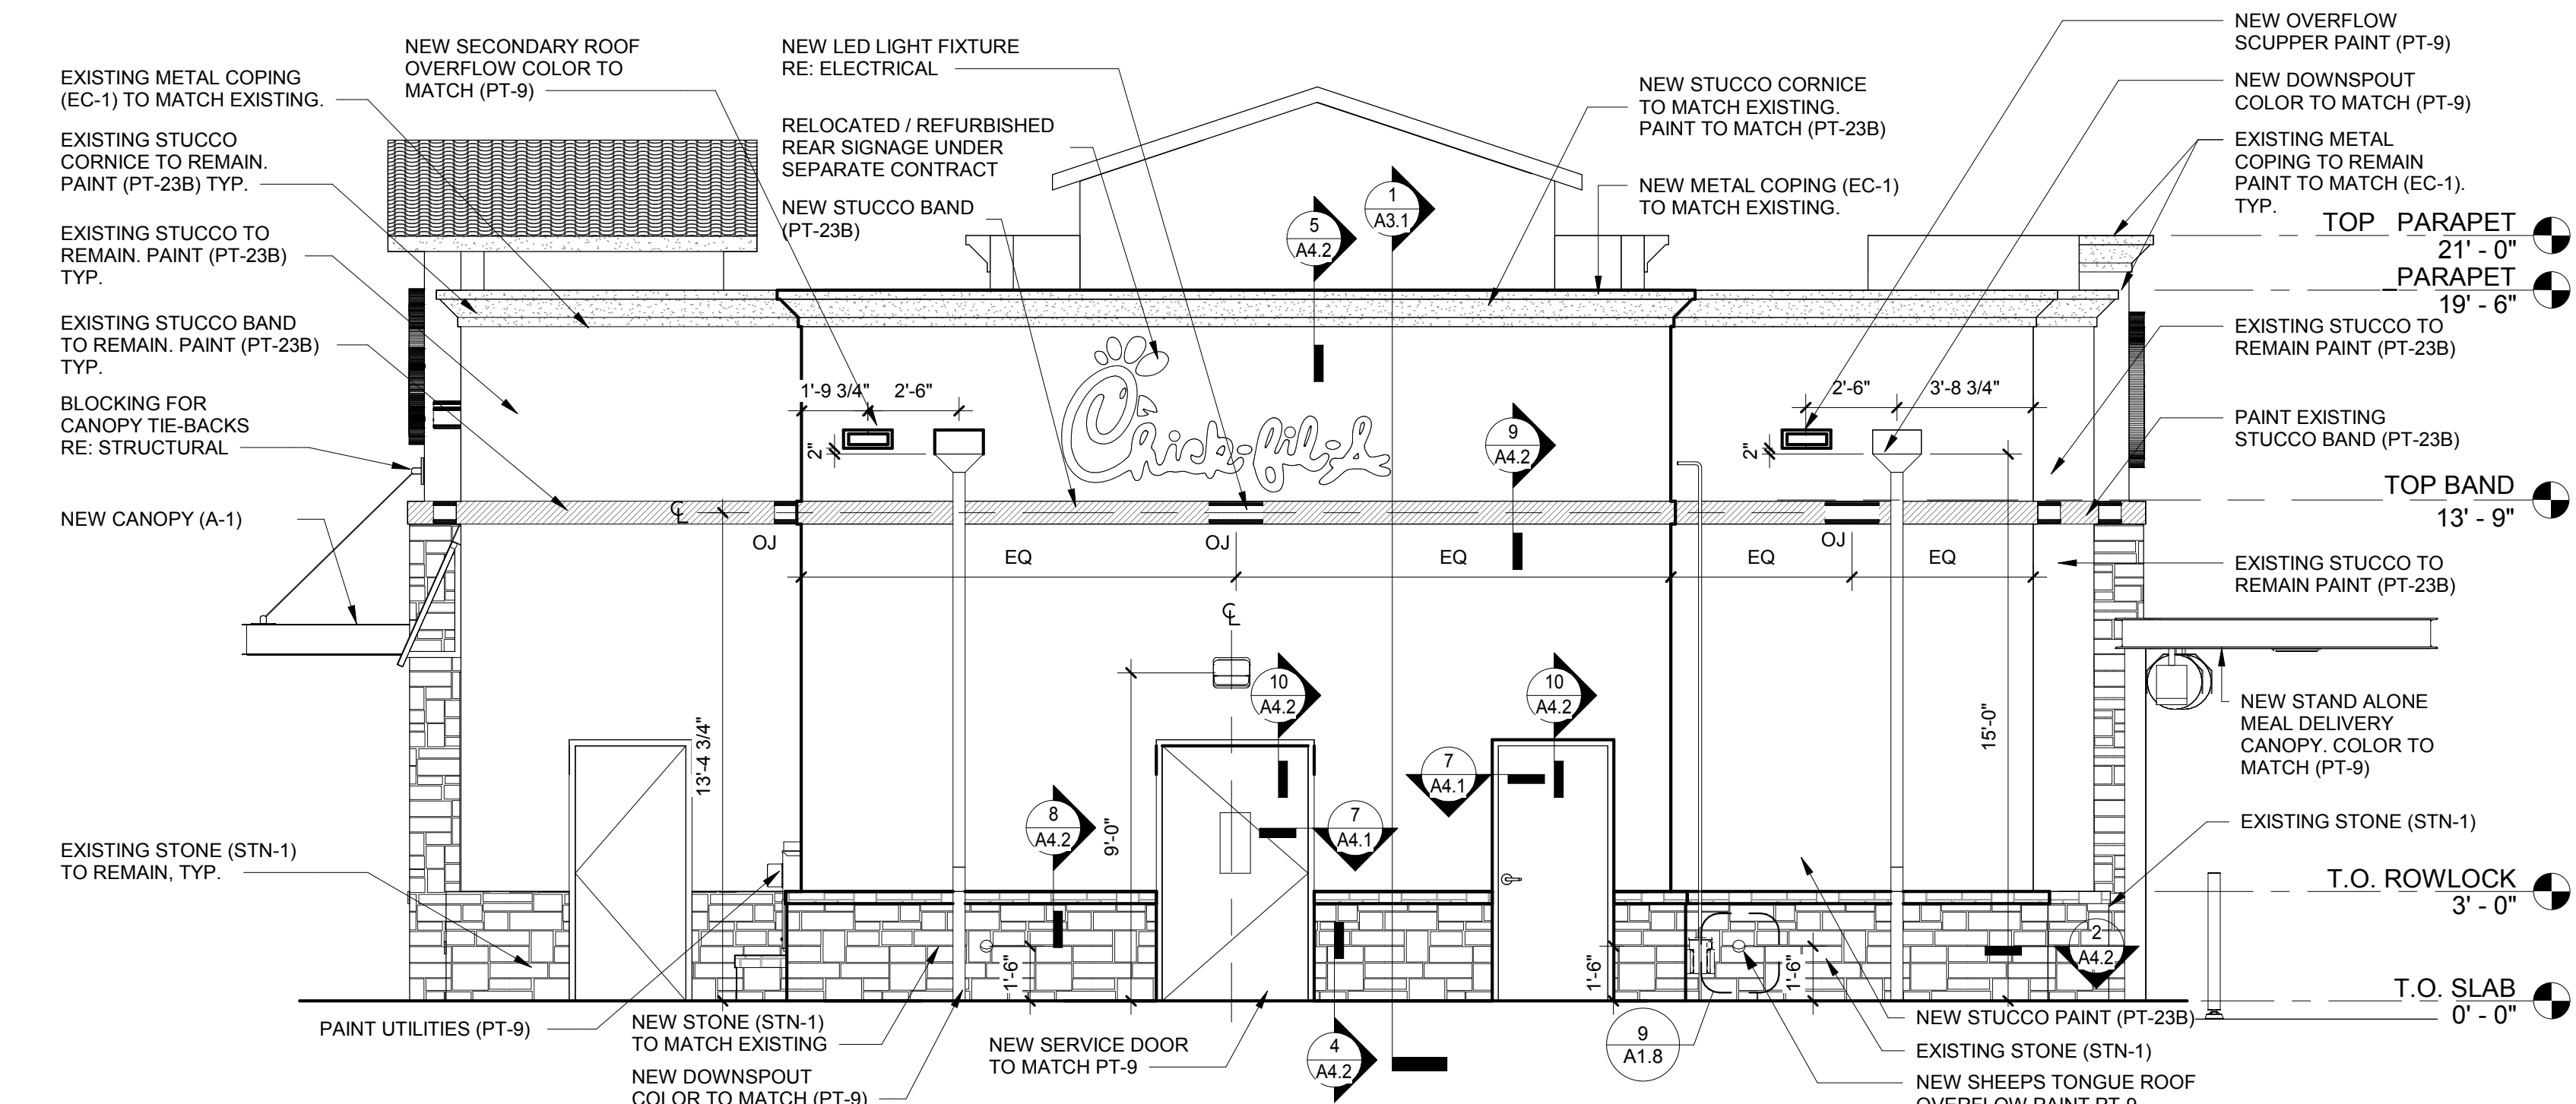 NEW SECONDARY ROOF
OVERFLOW COLOR TO
MATCH (PT-9)
NEW LED LIGHT FIXTURE
RE: ELECTRICAL
NEW OVERFLOW
SCUPPER PAINT (PT-9)
EXISTING METAL COPING
(EC-1) TO MATCH EXISTING.
NEW STUCCO CORNICE
TO MATCH EXISTING.
PAINT TO MATCH (PT-23B)
NEW DOWNSPOUT
COLOR TO MATCH (PT-9)
EXISTING STUCCO
CORNICE TO REMAIN.
PAINT (PT-23B) TYP.
RELOCATED / REFURBISHED
REAR SIGNAGE UNDER
SEPARATE CONTRACT
EXISTING METAL
COPING TO REMAIN
PAINT TO MATCH (EC-1).
TYP.
NEW STUCCO BAND
(PT-23B)
NEW METAL COPING (EC-1)
TO MATCH EXISTING.
5
A4.2
1
A3.1
TOP PARAPET
21' - 0"
EXISTING STUCCO TO
REMAIN. PAINT (PT-23B)
TYP.
PARAPET
19' - 6"
EXISTING STUCCO BAND
TO REMAIN. PAINT (PT-23B)
TYP.
EXISTING STUCCO TO
REMAIN PAINT (PT-23B)
Chick-fil-A
1'-9 3/4"
2'-6"
2'-6"
3'-8 3/4"
2"
2"
BLOCKING FOR
CANOPY TIE-BACKS
RE: STRUCTURAL
9
A4.2
PAINT EXISTING
STUCCO BAND (PT-23B)
TOP BAND
13' - 9"
NEW CANOPY (A-1)
CL
OJ
OJ
OJ
EQ
EQ
EQ
EQ
EXISTING STUCCO TO
REMAIN PAINT (PT-23B)
CL
10
A4.2
10
A4.2
NEW STAND ALONE
MEAL DELIVERY
CANOPY. COLOR TO
MATCH (PT-9)
13'-4 3/4"
15'-0"
7
A4.1
8
A4.2
9'-0"
7
A4.1
EXISTING STONE (STN-1)
EXISTING STONE (STN-1)
TO REMAIN, TYP.
T.O. ROWLOCK
3' - 0"
2
A4.2
1'-6"
1'-6"
1'-6"
T.O. SLAB
0' - 0"
PAINT UTILITIES (PT-9)
NEW STONE (STN-1)
TO MATCH EXISTING
NEW SERVICE DOOR
TO MATCH PT-9
4
A4.2
9
A1.8
NEW STUCCO PAINT (PT-23B)
EXISTING STONE (STN-1)
NEW DOWNSPOUT
COLOR TO MATCH (PT-9)
NEW SHEEPS TONGUE ROOF
OVERFLOW PAINT PT-9